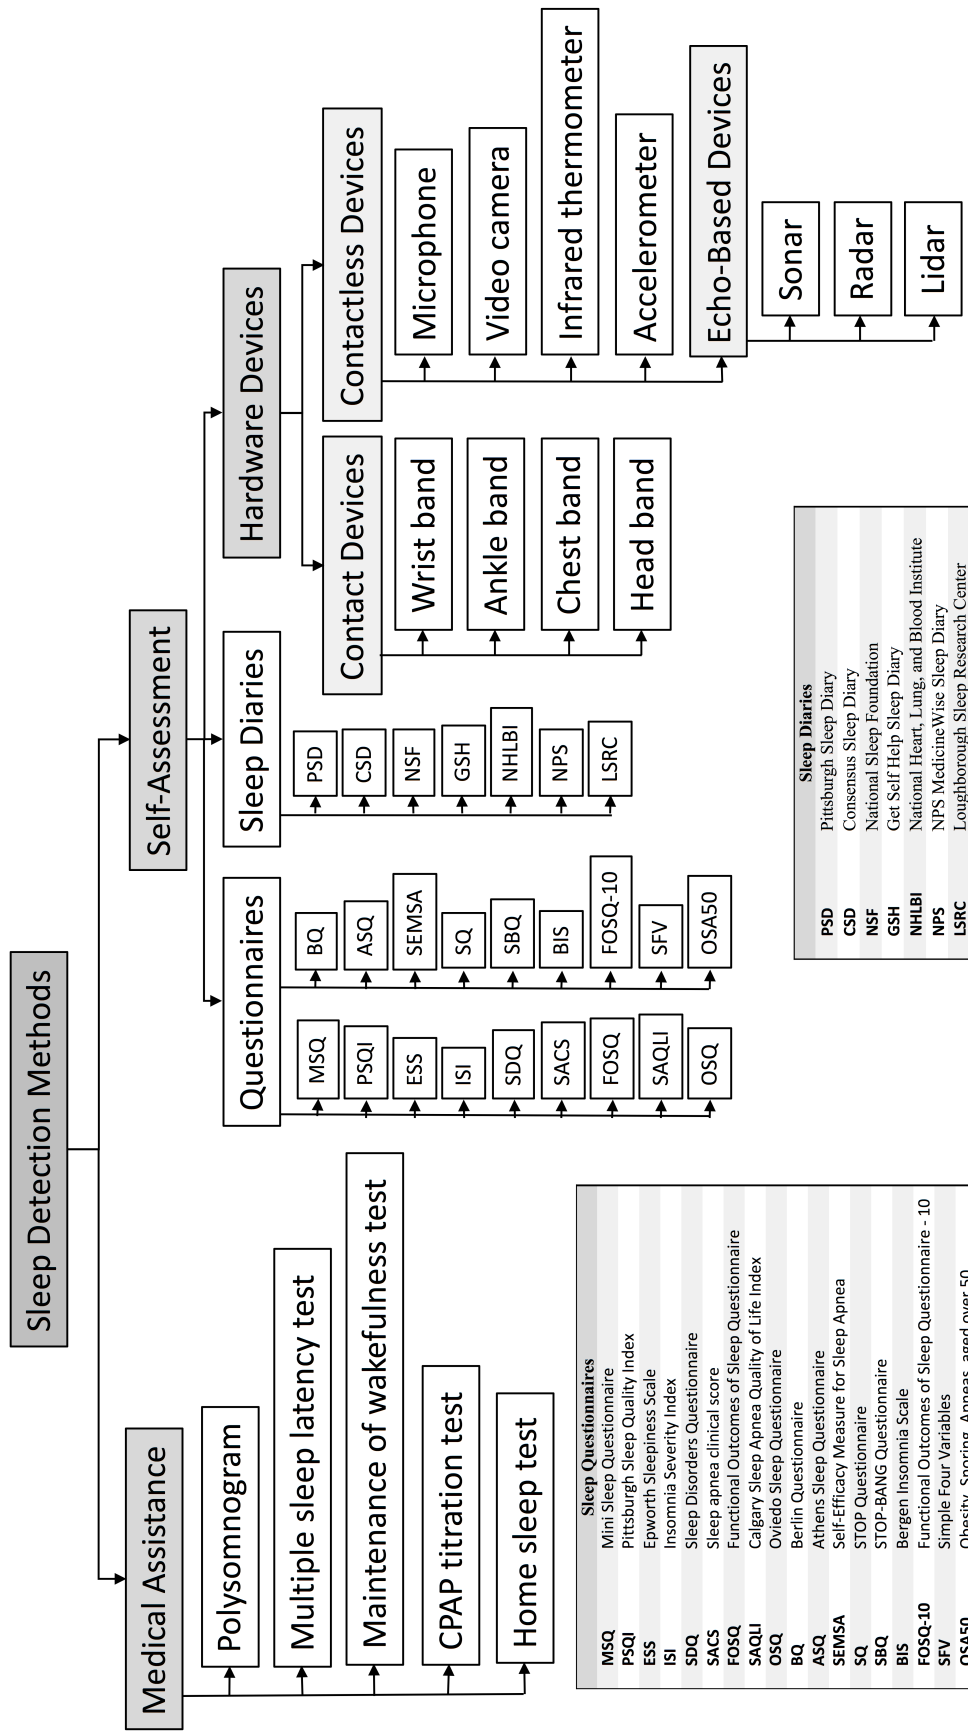 Sleep Detection Methods
Medical Assistance
Polysomnogram
Multiple sleep latency test
Maintenance of wakefulness test
CPAP titration test
Home sleep test
Self-Assessment
Questionnaires
MSQ
PSQI
ESS
ISI
SDQ
SACS
FOSQ
SAQLI
OSQ
BQ
ASQ
SEMSA
SQ
SBQ
BIS
FOSQ-10
SFV
OSA50
Sleep Diaries
PSD
CSD
NSF
GSH
NHLBI
NPS
LSRC
Hardware Devices
Contact Devices
Wrist band
Ankle band
Chest band
Head band
Contactless Devices
Microphone
Video camera
Infrared thermometer
Accelerometer
Echo-Based Devices
Sonar
Radar
Lidar
Sleep Questionnaires
MSQ Mini Sleep Questionnaire
PSQI Pittsburgh Sleep Quality Index
ESS Epworth Sleepiness Scale
ISI Insomnia Severity Index
SDQ Sleep Disorders Questionnaire
SACS Sleep apnea clinical score
FOSQ Functional Outcomes of Sleep Questionnaire
SAQLI Calgary Sleep Apnea Quality of Life Index
OSQ Oviedo Sleep Questionnaire
BQ Berlin Questionnaire
ASQ Athens Sleep Questionnaire
SEMSA Self-Efficacy Measure for Sleep Apnea
SQ STOP Questionnaire
SBQ STOP-BANG Questionnaire
BIS Bergen Insomnia Scale
FOSQ-10 Functional Outcomes of Sleep Questionnaire - 10
SFV Simple Four Variables
OSA50 Obesity, Snoring, Apneas, aged over 50
Sleep Diaries
PSD Pittsburgh Sleep Diary
CSD Consensus Sleep Diary
NSF National Sleep Foundation
GSH Get Self Help Sleep Diary
NHLBI National Heart, Lung, and Blood Institute
NPS NPS MedicineWise Sleep Diary
LSRC Loughborough Sleep Research Center